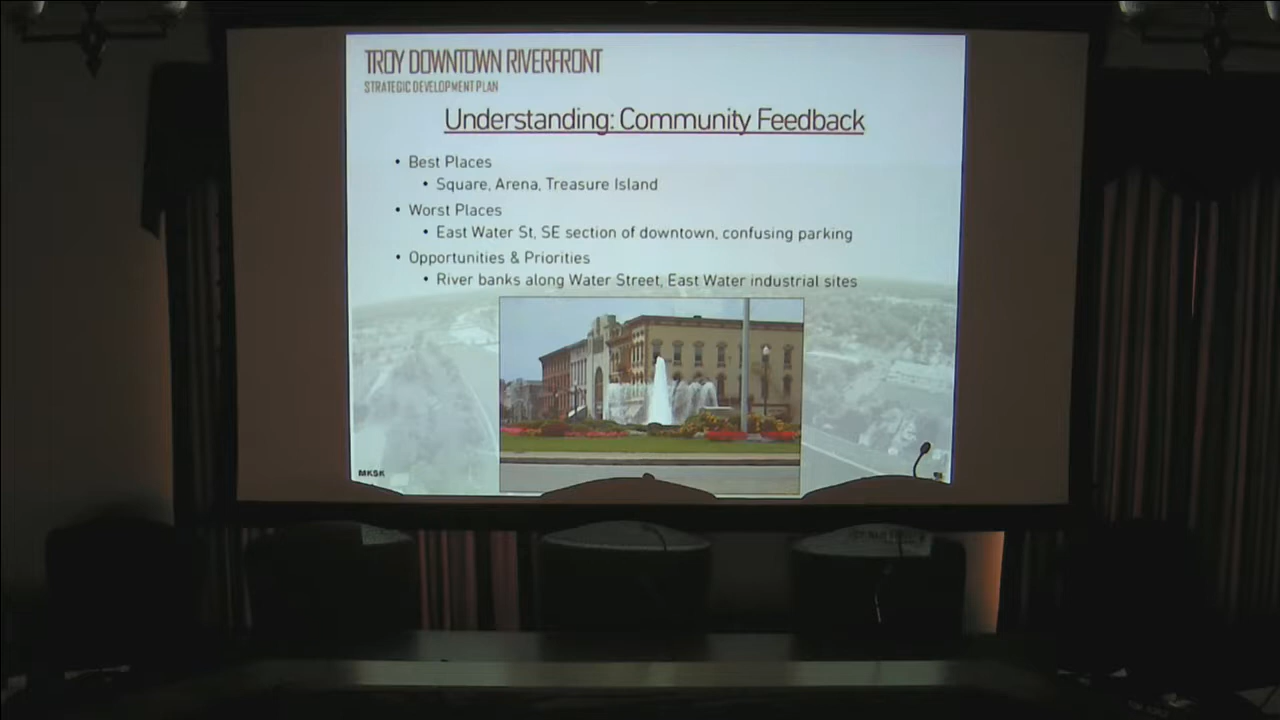 TROY DOWNTOWN RIVERFRONT
STRATEGIC DEVELOPMENT PLAN
Understanding: Community Feedback
• Best Places
• Square, Arena, Treasure Island
• Worst Places
• East Water St, SE section of downtown, confusing parking
• Opportunities & Priorities
• River banks along Water Street, East Water industrial sites
MKSK